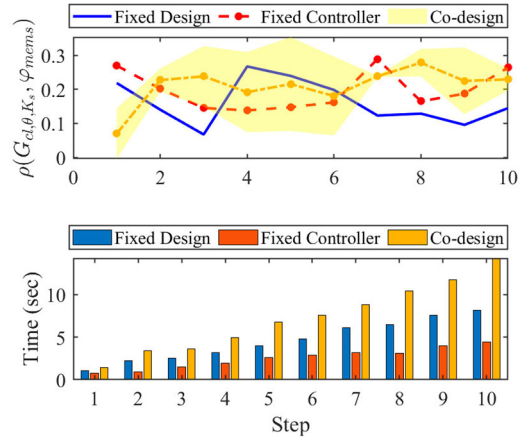 Fixed Design Fixed Controller Co-design
ρ(G_{cl,θ,K_s}, φ_{mems})
0.3
0.2
0.1
0
0 2 4 6 8 10
Fixed Design Fixed Controller Co-design
Time (sec)
10
5
0
1 2 3 4 5 6 7 8 9 10
Step